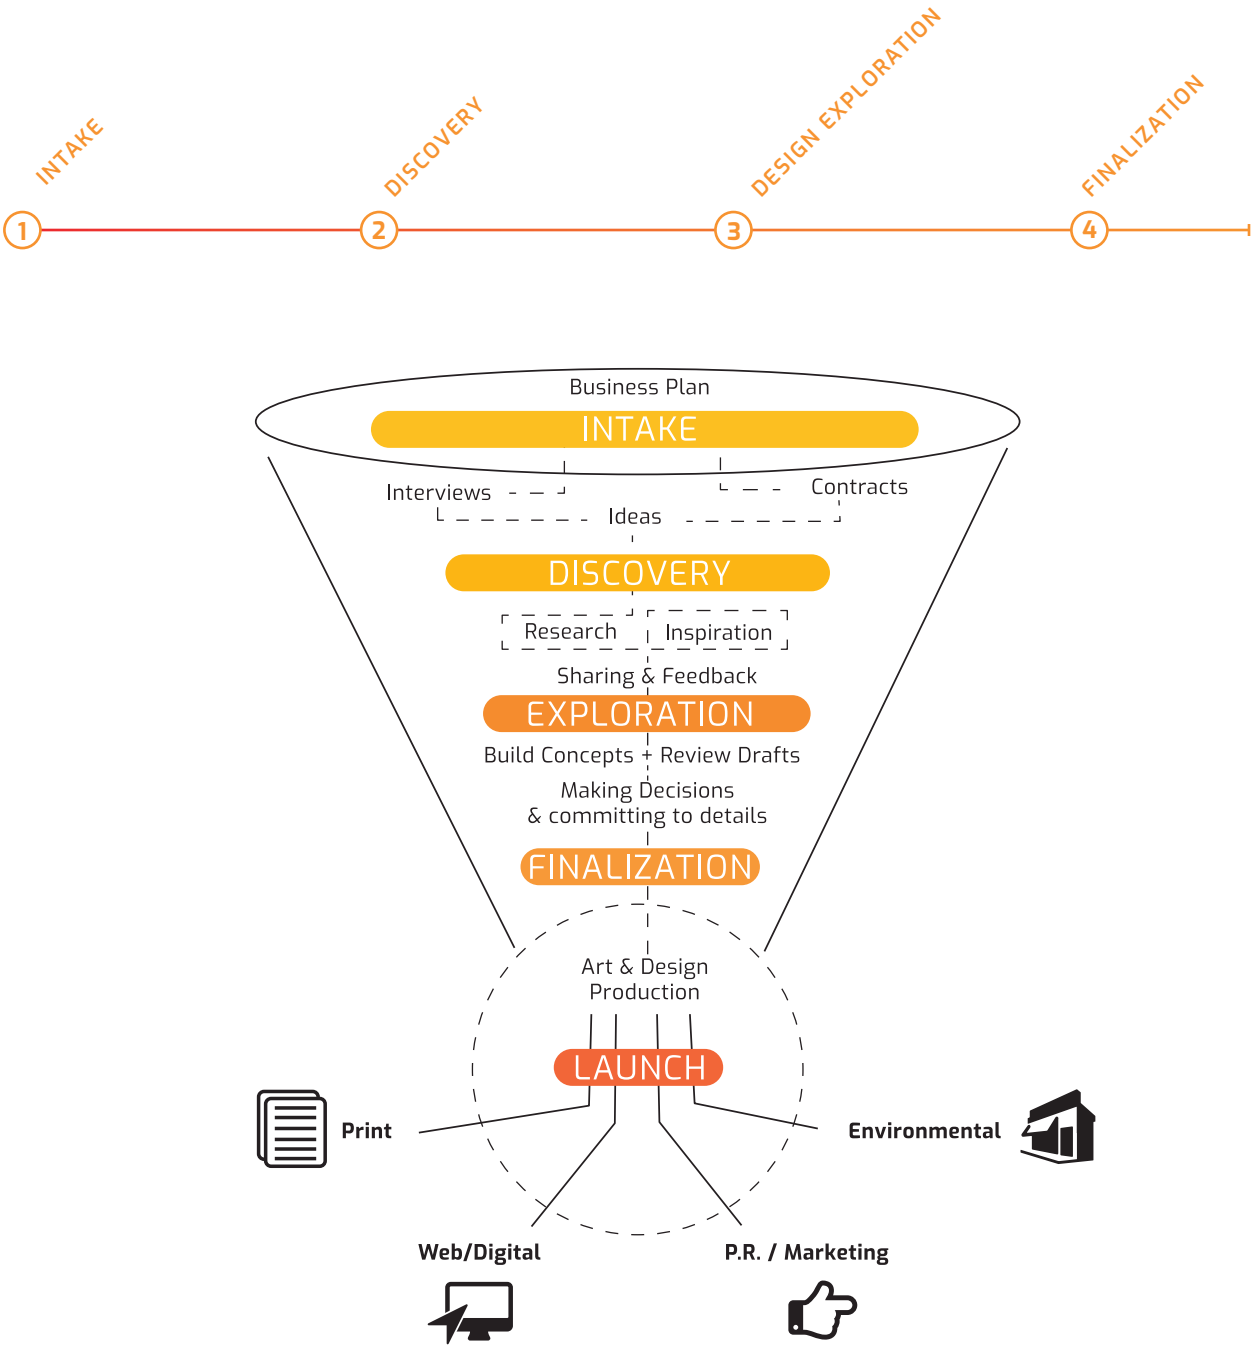 INTAKE
DISCOVERY
DESIGN EXPLORATION
FINALIZATION
1
2
3
4
Business Plan
INTAKE
Interviews
Contracts
Ideas
DISCOVERY
Research
Inspiration
Sharing & Feedback
EXPLORATION
Build Concepts + Review Drafts
Making Decisions
& committing to details
FINALIZATION
Art & Design
Production
LAUNCH
Print
Environmental
Web/Digital
P.R. / Marketing